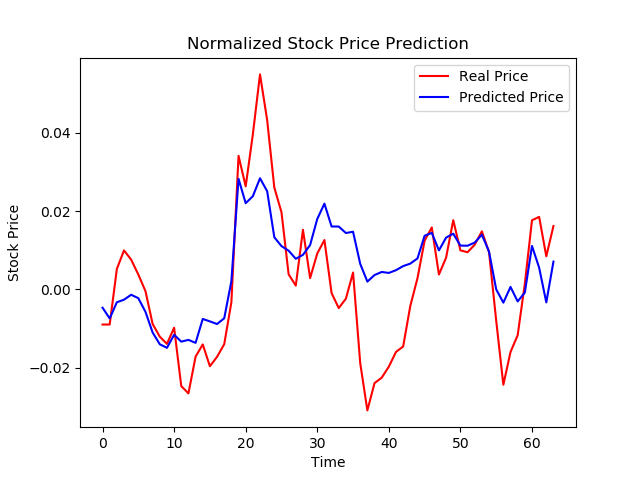 Normalized Stock Price Prediction
Real Price
Predicted Price
Stock Price
0.04
0.02
0.00
−0.02
0 10 20 30 40 50 60
Time